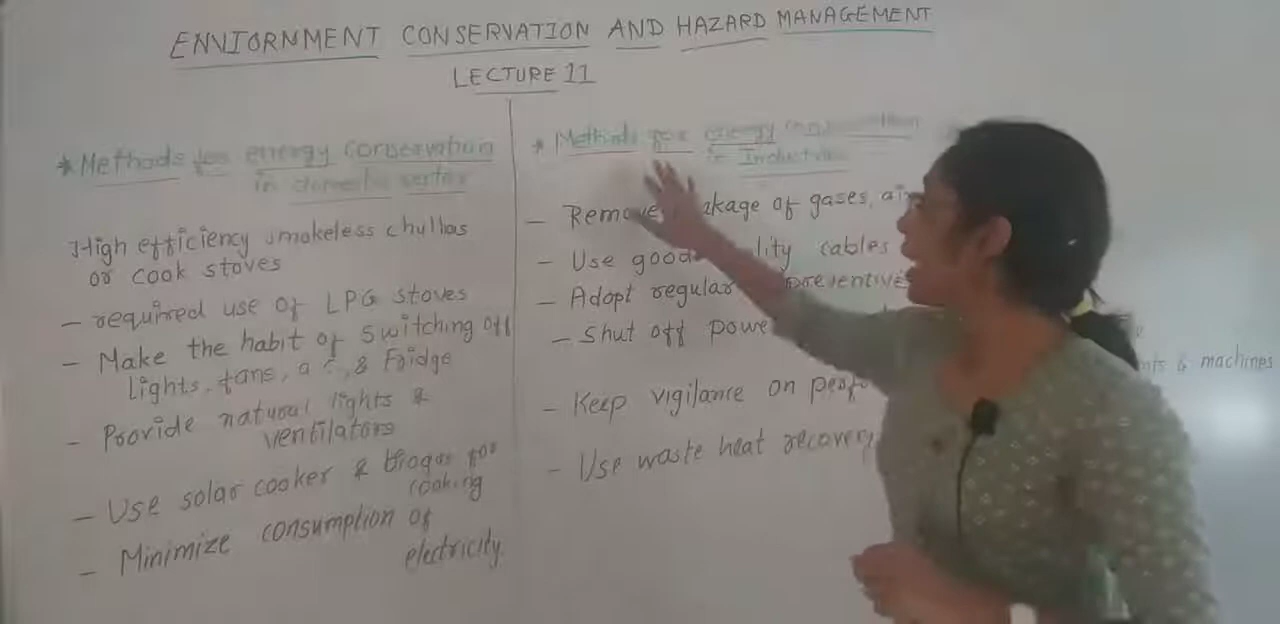 ENVIORNMENT CONSERVATION AND HAZARD MANAGEMENT
LECTURE 11
* Methods for energy conservation
in domestic sector
High efficiency smokeless chullas
or cook stoves
- required use of LPG stoves
- Make the habit of switching off
lights, fans, a.c., & Fridge
- Provide natural lights &
ventilators
- Use solar cooker & biogas for
cooking
- Minimize consumption of
electricity.
* Methods for energy conservation
in Industries
- Remove leakage of gases, air
- Use good quality cables
- Adopt regular preventive
- Shut off power
nts & machines
- Keep vigilance on
- Use waste heat recovery